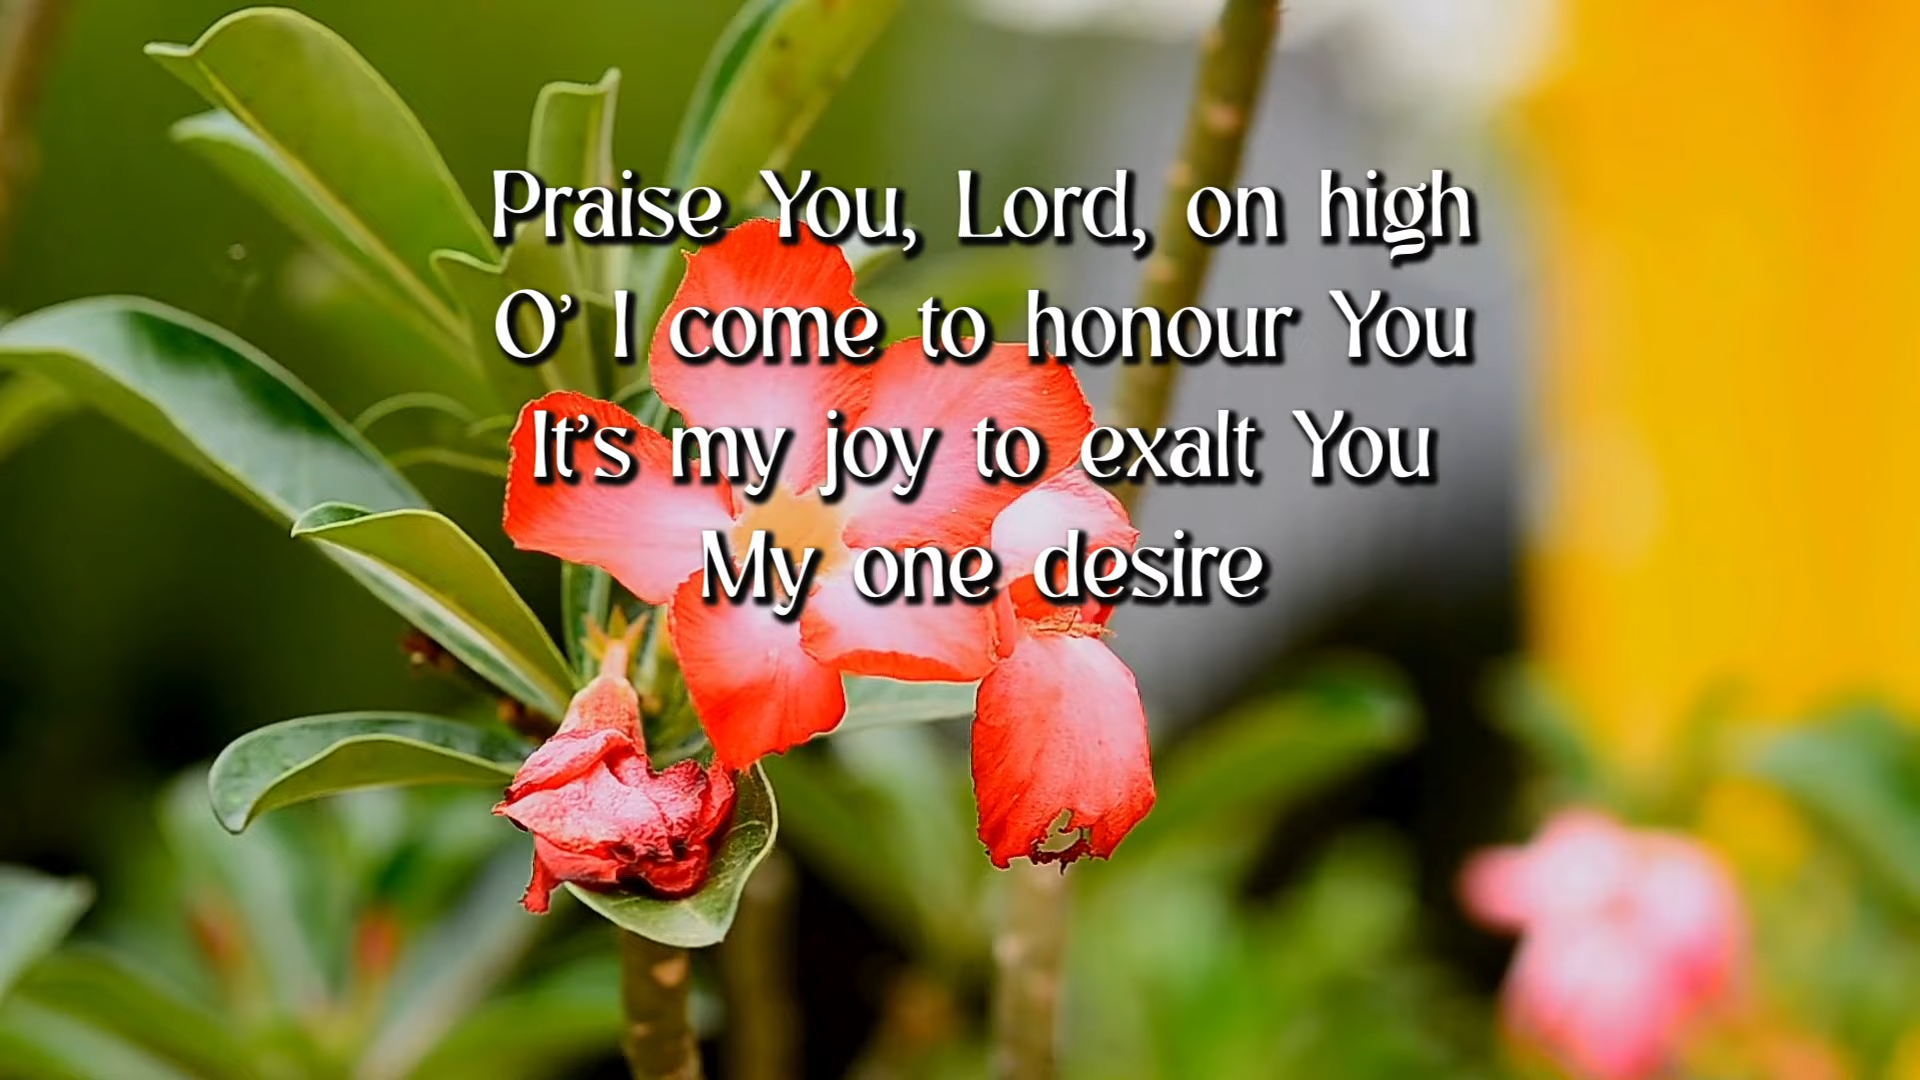 Praise You, Lord, on high
O' I come to honour You
It's my joy to exalt You
My one desire